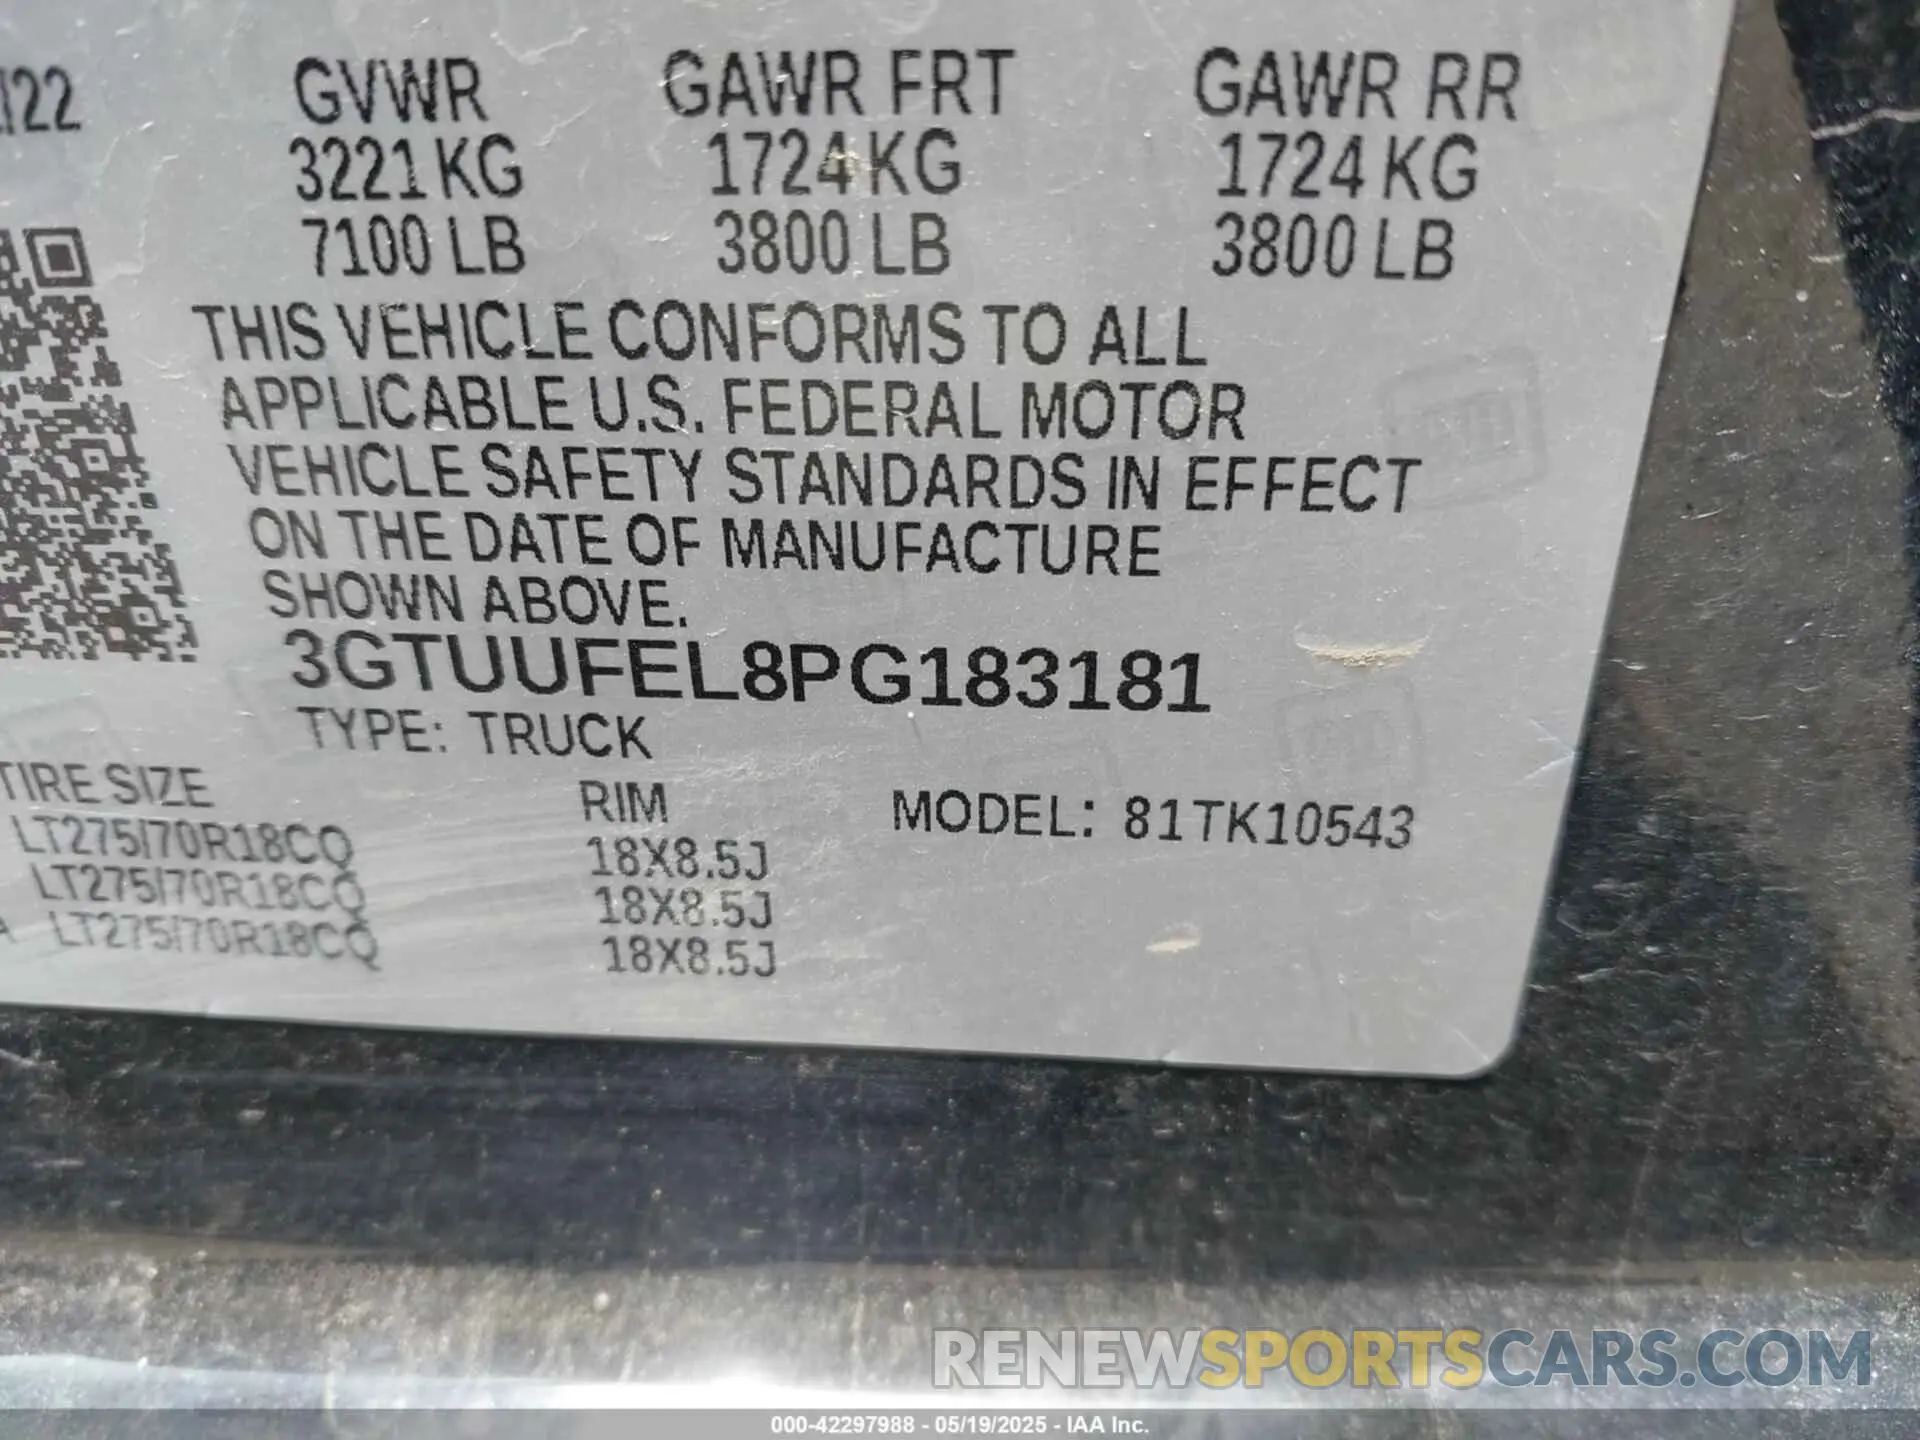 /22 GVWR GAWR FRT GAWR RR
3221 KG 1724 KG 1724 KG
7100 LB 3800 LB 3800 LB
THIS VEHICLE CONFORMS TO ALL
APPLICABLE U.S. FEDERAL MOTOR
VEHICLE SAFETY STANDARDS IN EFFECT
ON THE DATE OF MANUFACTURE
SHOWN ABOVE.
3GTUUFEL8PG183181
TYPE: TRUCK
TIRE SIZE RIM MODEL: 81TK10543
LT275/70R18CQ 18X8.5J
LT275/70R18CQ 18X8.5J
LT275/70R18CQ 18X8.5J
RENEWSPORTSCARS.COM
000-42297988 - 05/19/2025 - IAA Inc.